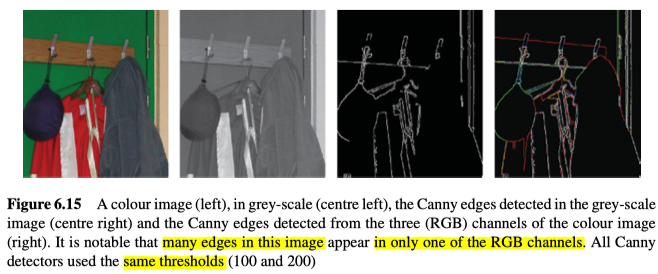 Figure 6.15 A colour image (left), in grey-scale (centre left), the Canny edges detected in the grey-scale
image (centre right) and the Canny edges detected from the three (RGB) channels of the colour image
(right). It is notable that many edges in this image appear in only one of the RGB channels. All Canny
detectors used the same thresholds (100 and 200)